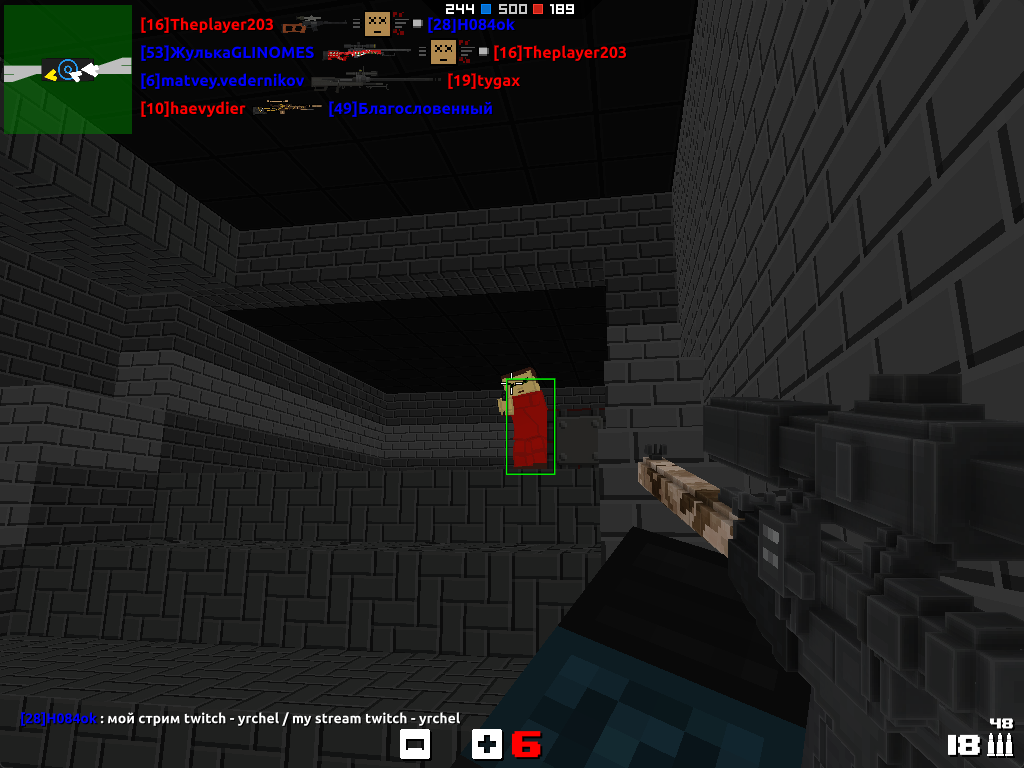 244 500 189
[16]Theplayer203 [28]H084ok
[53]ЖулькаGLINOMES [16]Theplayer203
[6]matvey.vedernikov [19]tygax
[10]haevydier [49]Благословенный
[28]H084ok : мой стрим twitch - yrchel / my stream twitch - yrchel
6
48
18